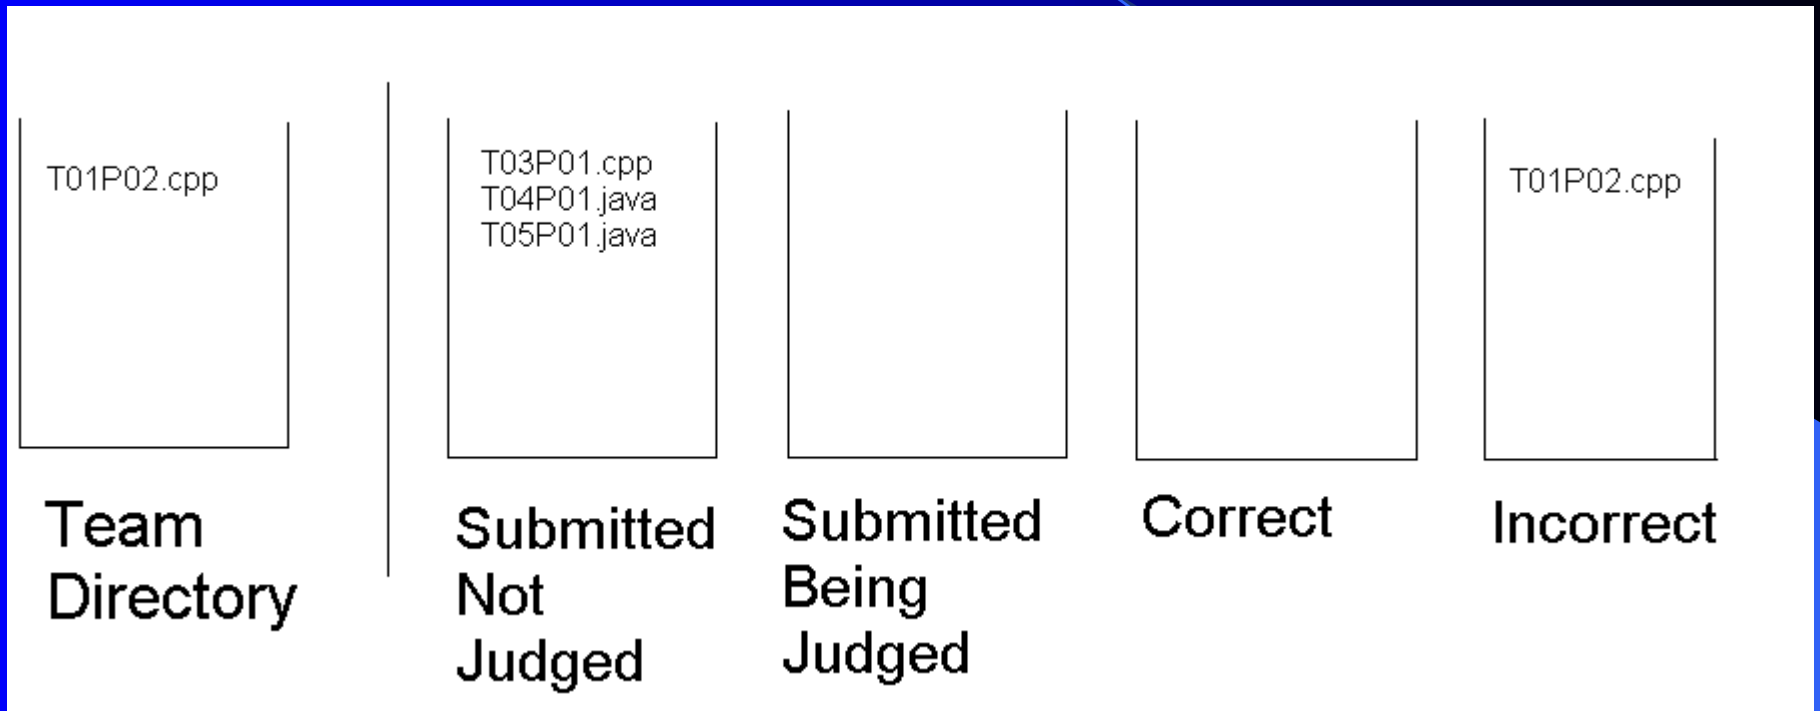 T01P02.cpp
Team
Directory
T03P01.cpp
T04P01.java
T05P01.java
Submitted
Not
Judged
Submitted
Being
Judged
Correct
T01P02.cpp
Incorrect